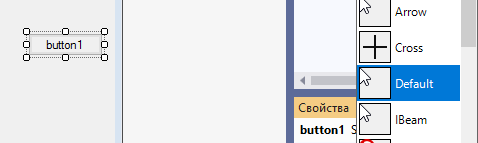 button1
Arrow
Cross
Default
IBeam
Свойства
button1 S